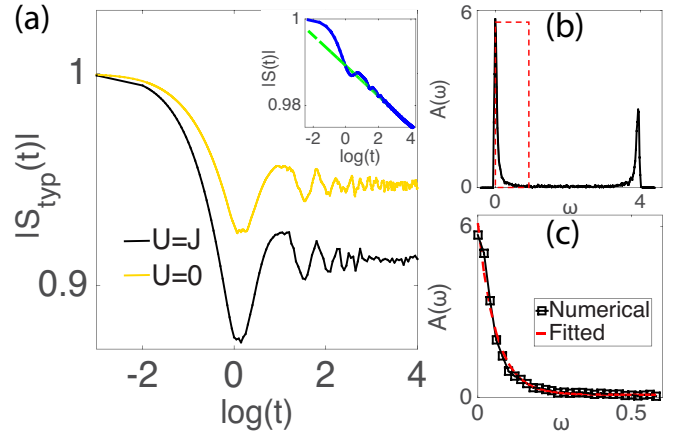 (a)
|S_typ(t)|
1
0.9
-2
0
2
4
log(t)
U=J
U=0
|S(t)|
1
0.98
-2
0
2
4
log(t)
(b)
A(ω)
6
0
0
4
ω
(c)
A(ω)
6
0
0
0.5
ω
Numerical
Fitted